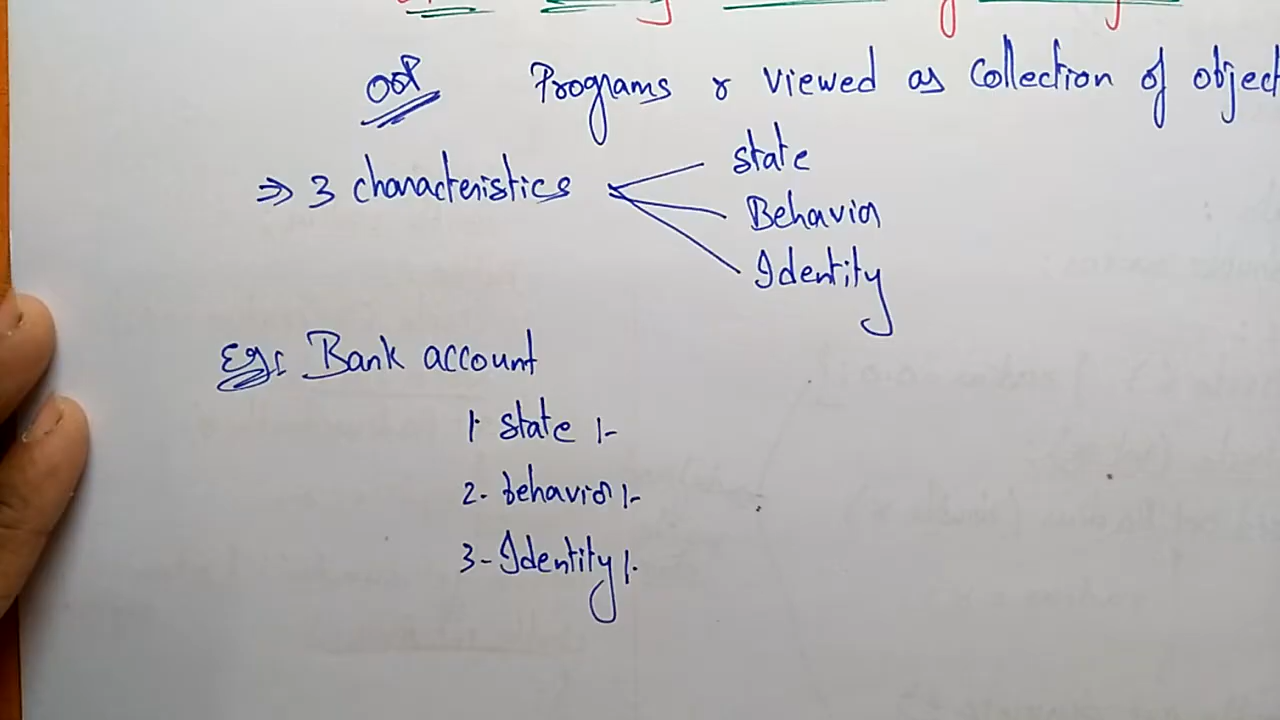 OOP Programs r viewed as Collection of object
⇒ 3 characteristics
state
Behavior
Identity
Eg: Bank account
1. state :-
2. behavior :-
3- Identity :-